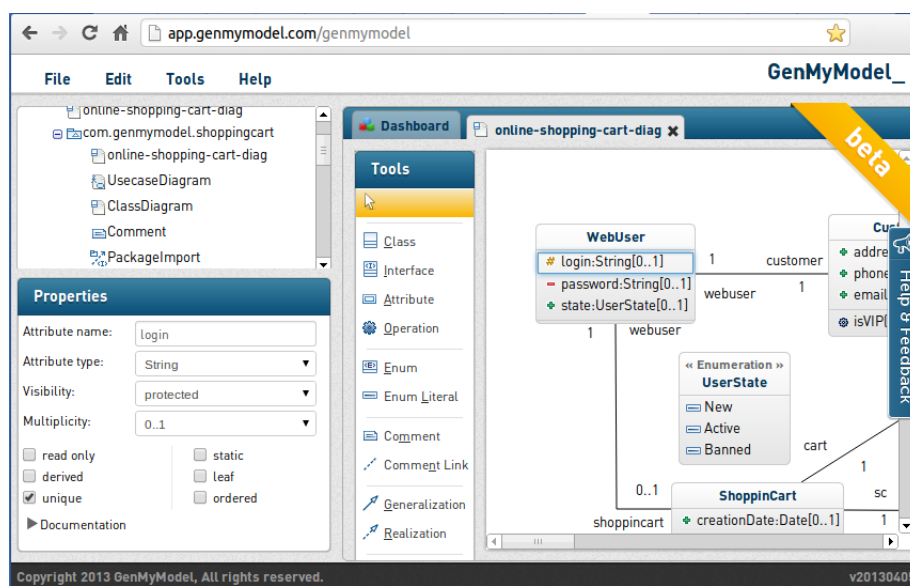 app.genmymodel.com/genmymodel
File Edit Tools Help
GenMyModel_
beta
online-shopping-cart-diag
com.genmymodel.shoppingcart
online-shopping-cart-diag
UsecaseDiagram
ClassDiagram
Comment
PackageImport
Properties
Attribute name: login
Attribute type: String
Visibility: protected
Multiplicity: 0..1
read only static
derived leaf
unique ordered
Documentation
Dashboard online-shopping-cart-diag
Tools
Class
Interface
Attribute
Operation
Enum
Enum Literal
Comment
Comment Link
Generalization
Realization
WebUser
# login:String[0..1]
password:String[0..1]
state:UserState[0..1]
1 customer
webuser 1
1 webuser
addre
phone
email
isVIP(
Help & Feedback
« Enumeration »
UserState
New
Active
Banned
cart
1
0..1
shoppincart
ShoppinCart
creationDate:Date[0..1]
sc
1
Copyright 2013 GenMyModel, All rights reserved.
v2013040